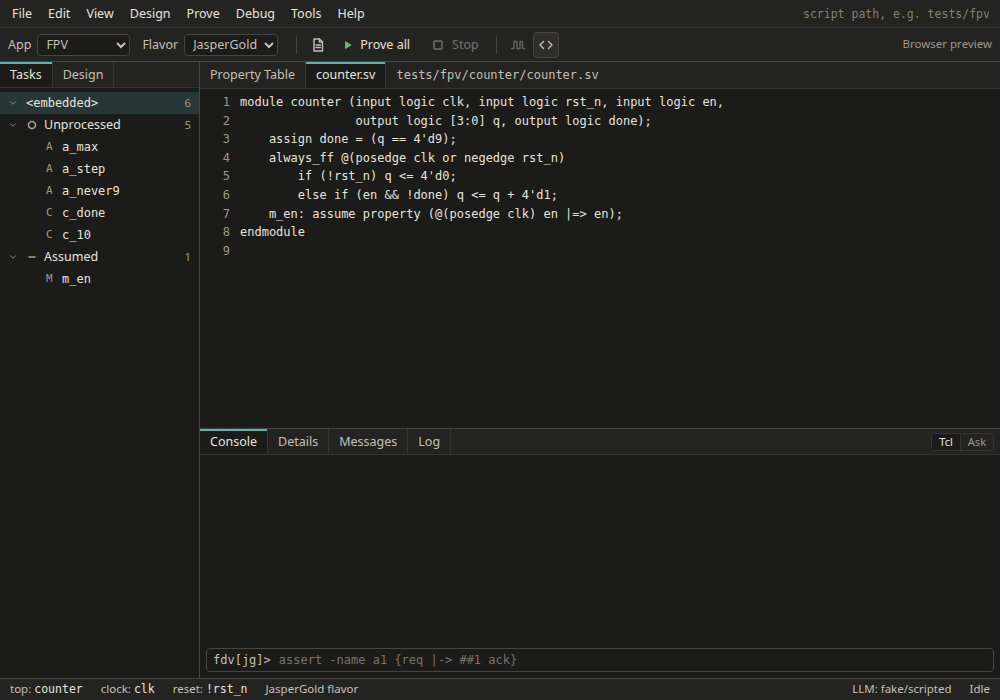 File Edit View Design Prove Debug Tools Help script path, e.g. tests/fpv
App FPV Flavor JasperGold Prove all Stop Browser preview
Tasks Design Property Table counter.sv tests/fpv/counter/counter.sv
<embedded> 6
Unprocessed 5
A a_max
A a_step
A a_never9
C c_done
C c_10
Assumed 1
M m_en
1 module counter (input logic clk, input logic rst_n, input logic en,
2                 output logic [3:0] q, output logic done);
3     assign done = (q == 4'd9);
4     always_ff @(posedge clk or negedge rst_n)
5         if (!rst_n) q <= 4'd0;
6         else if (en && !done) q <= q + 4'd1;
7     m_en: assume property (@(posedge clk) en |=> en);
8 endmodule
9
Console Details Messages Log Tcl Ask
fdv[jg]> assert -name a1 {req |-> ##1 ack}
top: counter clock: clk reset: !rst_n JasperGold flavor LLM: fake/scripted Idle